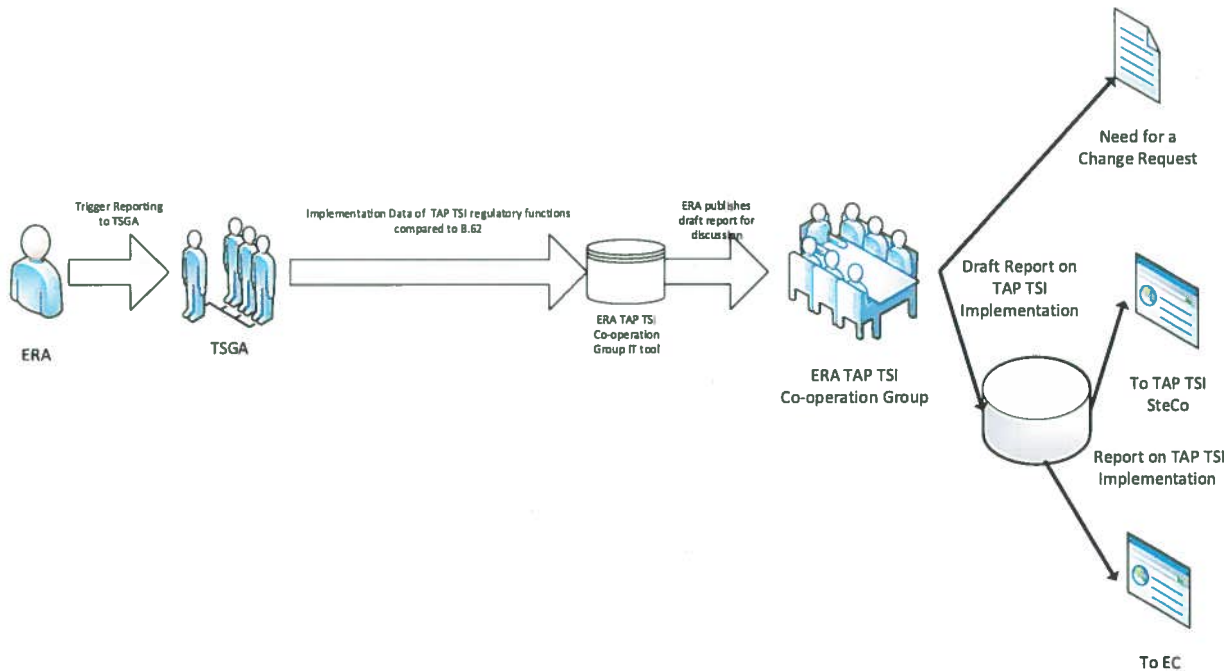 Trigger Reporting
to TSGA
ERA
TSGA
Implementation Data of TAP TSI regulatory functions
compared to B.62
ERA TAP TSI
Co-operation
Group IT tool
ERA publishes
draft report for
discussion
ERA TAP TSI
Co-operation Group
Need for a
Change Request
Draft Report on
TAP TSI
Implementation
To TAP TSI
SteCo
Report on TAP TSI
Implementation
To EC